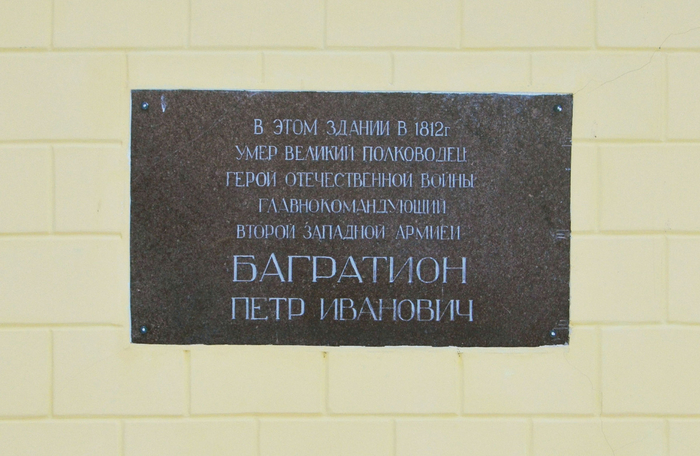 В ЭТОМ ЗДАНИИ В 1812г
УМЕР ВЕЛИКИЙ ПОЛКОВОДЕЦ,
ГЕРОЙ ОТЕЧЕСТВЕННОЙ ВОЙНЫ
ГЛАВНОКОМАНДУЮЩИЙ
ВТОРОЙ ЗАПАДНОЙ АРМИЕЙ
БАГРАТИОН
ПЕТР ИВАНОВИЧ